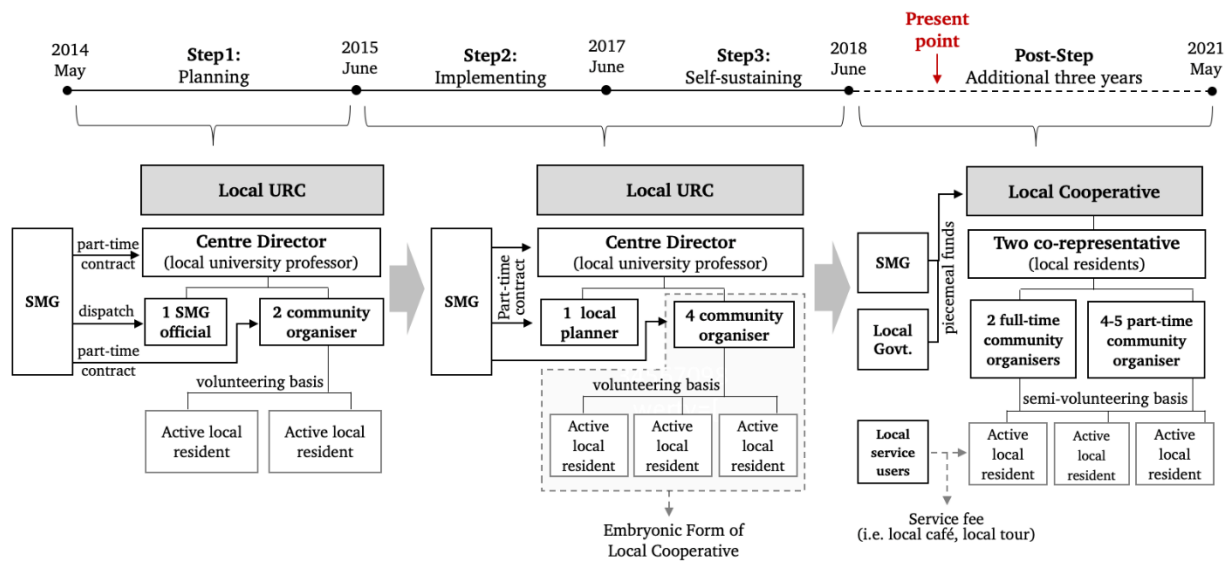 2014
May
Step1:
Planning
2015
June
Step2:
Implementing
2017
June
Step3:
Self-sustaining
2018
June
Present
point
Post-Step
Additional three years
2021
May
Local URC
SMG
part-time
contract
Centre Director
(local university professor)
dispatch
1 SMG
official
2 community
organiser
part-time
contract
volunteering basis
Active local
resident
Active local
resident
Local URC
SMG
Part-time
contract
Centre Director
(local university professor)
1 local
planner
4 community
organiser
volunteering basis
Active
local
resident
Active
local
resident
Active
local
resident
Embryonic Form of
Local Cooperative
Local Cooperative
SMG
Local
Govt.
piecemeal funds
Two co-representative
(local residents)
2 full-time
community
organisers
4-5 part-time
community
organiser
semi-volunteering basis
Local
service
users
Active
local
resident
Active
local
resident
Active
local
resident
Service fee
(i.e. local café, local tour)